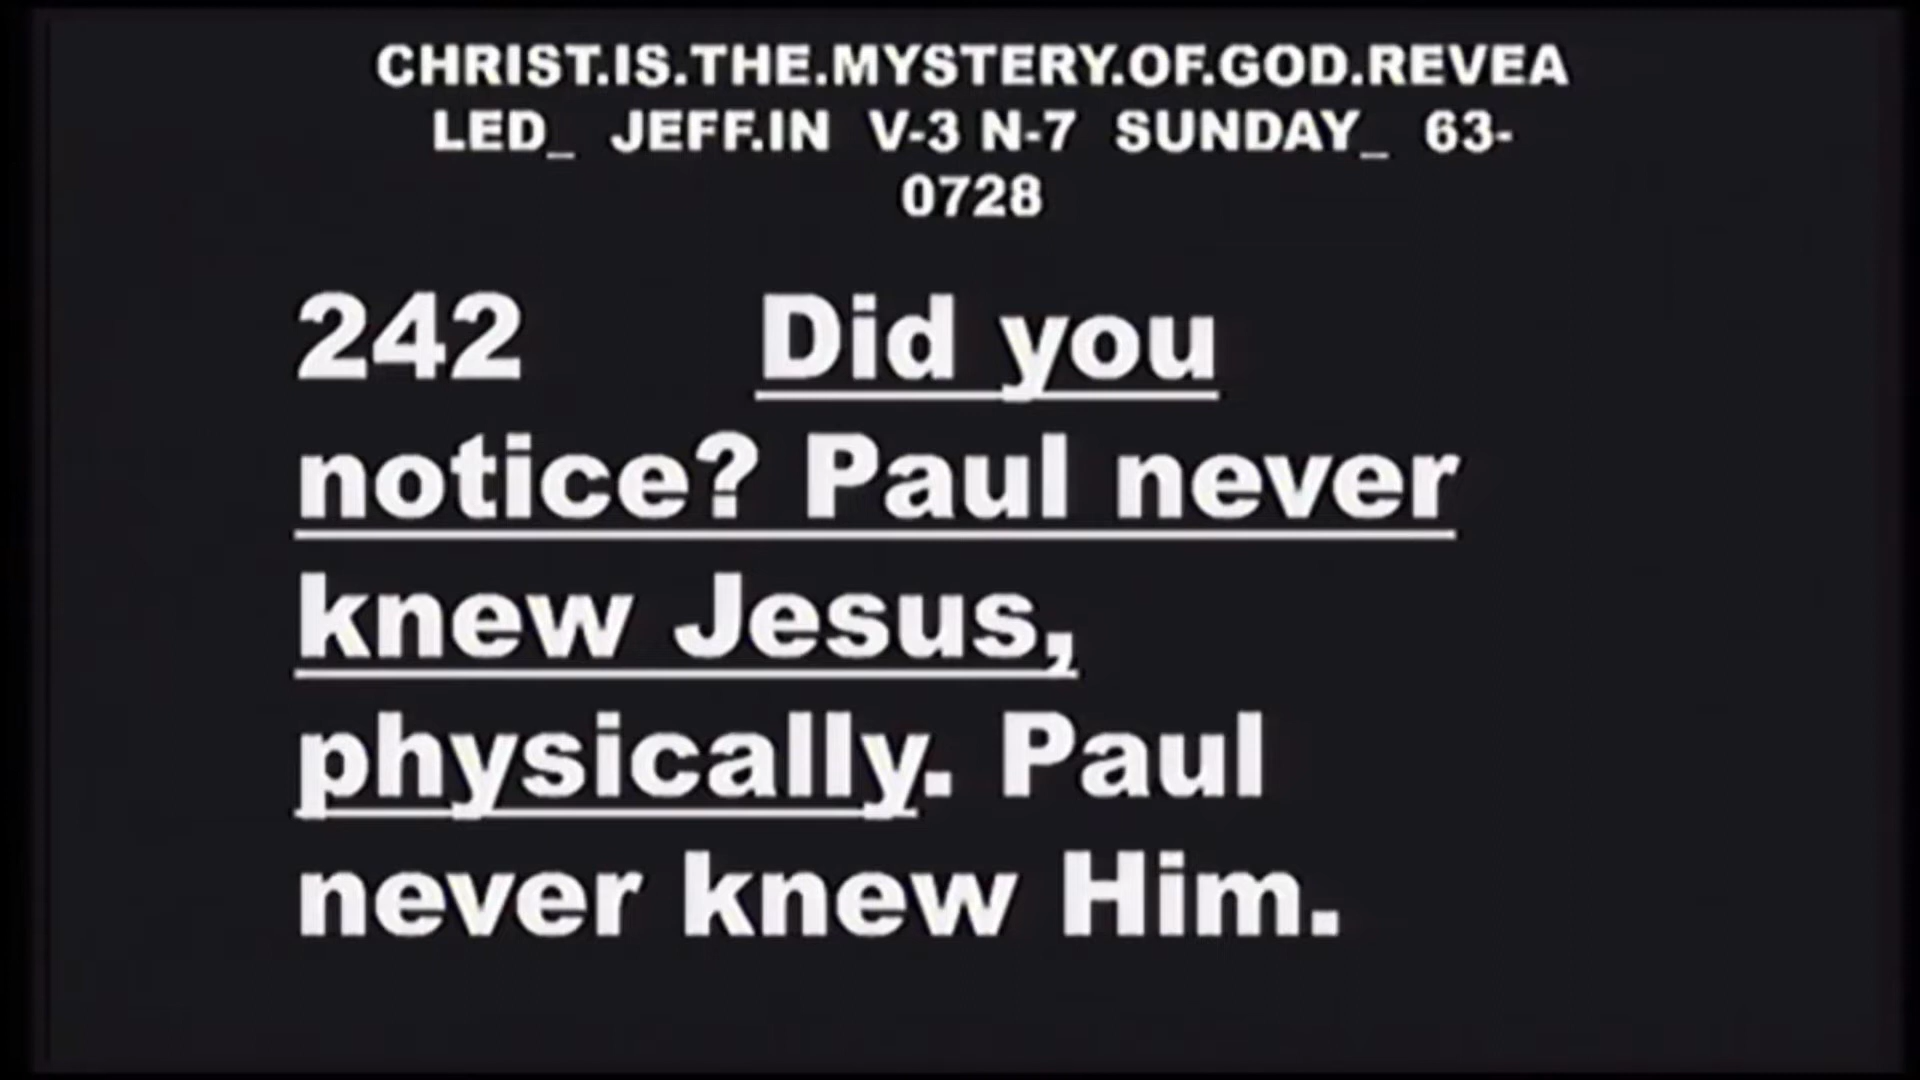 CHRIST.IS.THE.MYSTERY.OF.GOD.REVEA
LED_ JEFF.IN V-3 N-7 SUNDAY_ 63-
0728
242 Did you
notice? Paul never
knew Jesus,
physically. Paul
never knew Him.